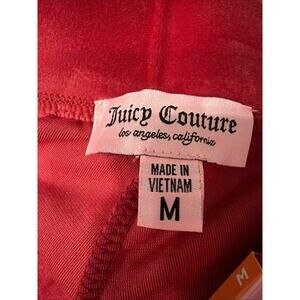 Juicy Couture
los angeles, california
MADE IN
VIETNAM
M
M